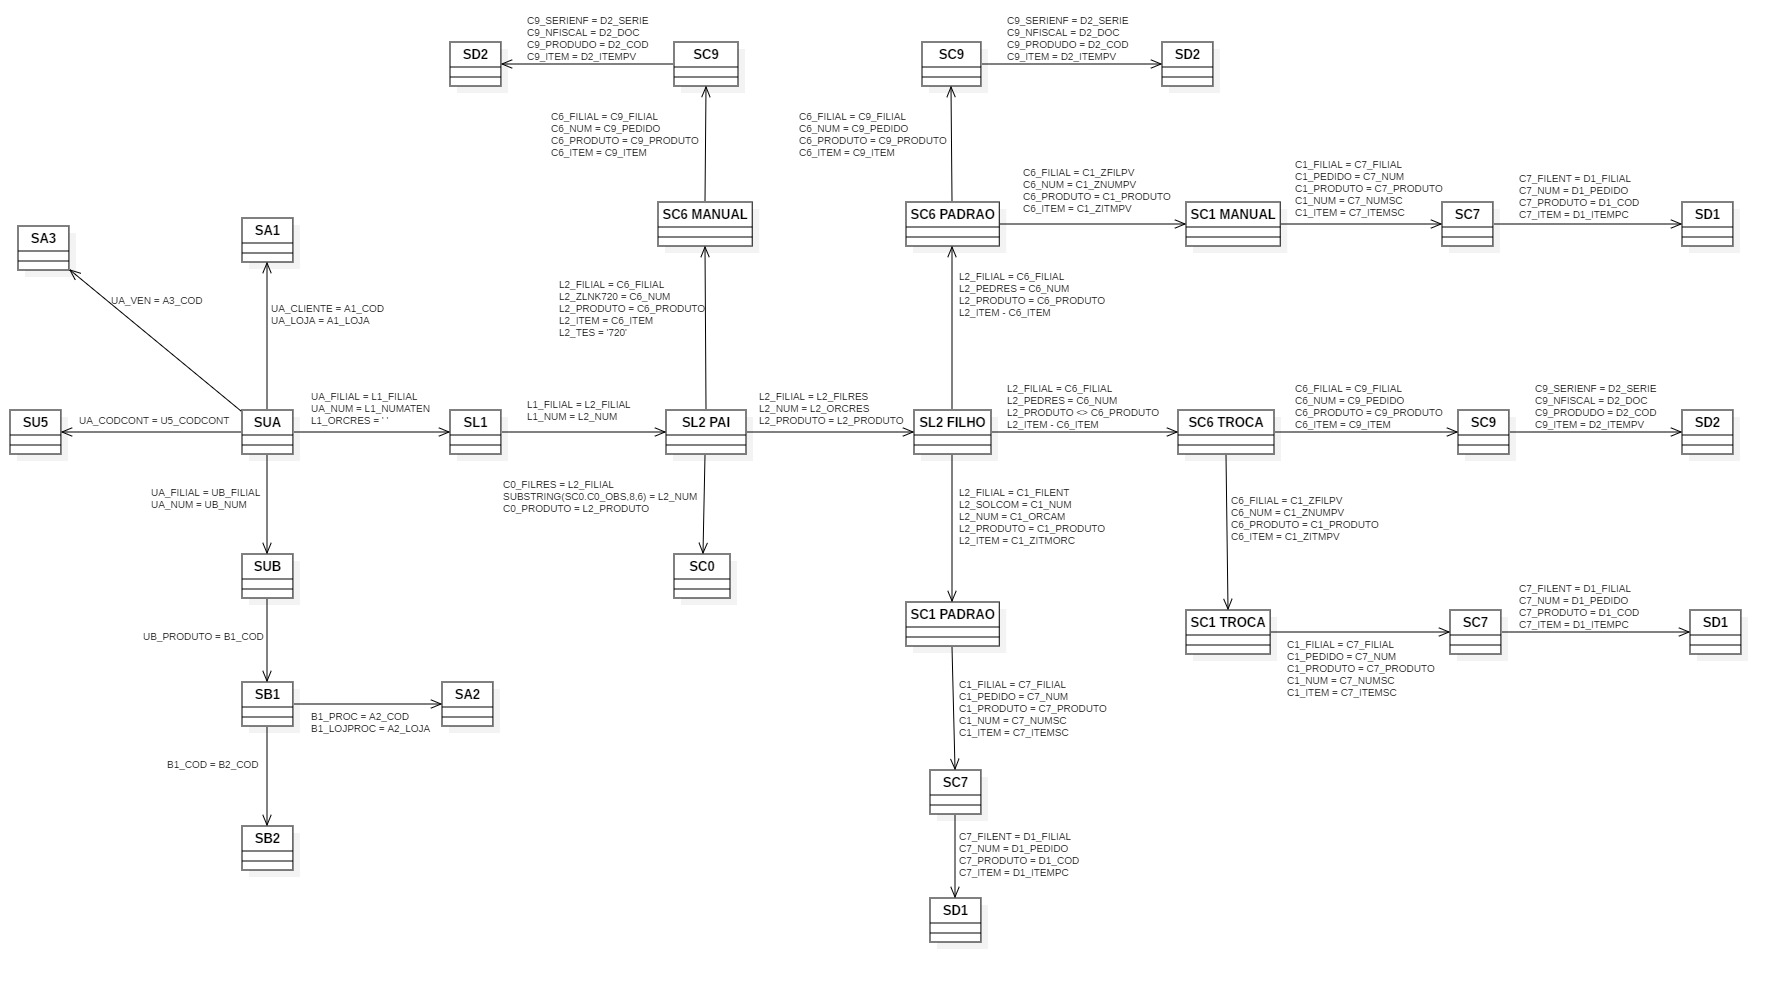 C9_SERIENF = D2_SERIE
C9_NFISCAL = D2_DOC
C9_PRODUDO = D2_COD
C9_ITEM = D2_ITEMPV
SD2
SC9
C9_SERIENF = D2_SERIE
C9_NFISCAL = D2_DOC
C9_PRODUDO = D2_COD
C9_ITEM = D2_ITEMPV
SC9
SD2
C6_FILIAL = C9_FILIAL
C6_NUM = C9_PEDIDO
C6_PRODUTO = C9_PRODUTO
C6_ITEM = C9_ITEM
C6_FILIAL = C9_FILIAL
C6_NUM = C9_PEDIDO
C6_PRODUTO = C9_PRODUTO
C6_ITEM = C9_ITEM
C6_FILIAL = C1_ZFILPV
C6_NUM = C1_ZNUMPV
C6_PRODUTO = C1_PRODUTO
C6_ITEM = C1_ZITMPV
C1_FILIAL = C7_FILIAL
C1_PEDIDO = C7_NUM
C1_PRODUTO = C7_PRODUTO
C1_NUM = C7_NUMSC
C1_ITEM = C7_ITEMSC
C7_FILENT = D1_FILIAL
C7_NUM = D1_PEDIDO
C7_PRODUTO = D1_COD
C7_ITEM = D1_ITEMPC
SC6 MANUAL
SC6 PADRAO
SC1 MANUAL
SC7
SD1
SA3
SA1
UA_VEN = A3_COD
UA_CLIENTE = A1_COD
UA_LOJA = A1_LOJA
L2_FILIAL = C6_FILIAL
L2_ZLNK720 = C6_NUM
L2_PRODUTO = C6_PRODUTO
L2_ITEM = C6_ITEM
L2_TES = '720'
L2_FILIAL = C6_FILIAL
L2_PEDRES = C6_NUM
L2_PRODUTO = C6_PRODUTO
L2_ITEM - C6_ITEM
SU5
UA_CODCONT = U5_CODCONT
SUA
UA_FILIAL = L1_FILIAL
UA_NUM = L1_NUMATEN
L1_ORCRES = ' '
SL1
L1_FILIAL = L2_FILIAL
L1_NUM = L2_NUM
SL2 PAI
L2_FILIAL = L2_FILRES
L2_NUM = L2_ORCRES
L2_PRODUTO = L2_PRODUTO
SL2 FILHO
L2_FILIAL = C6_FILIAL
L2_PEDRES = C6_NUM
L2_PRODUTO <> C6_PRODUTO
L2_ITEM - C6_ITEM
SC6 TROCA
C6_FILIAL = C9_FILIAL
C6_NUM = C9_PEDIDO
C6_PRODUTO = C9_PRODUTO
C6_ITEM = C9_ITEM
SC9
C9_SERIENF = D2_SERIE
C9_NFISCAL = D2_DOC
C9_PRODUDO = D2_COD
C9_ITEM = D2_ITEMPV
SD2
UA_FILIAL = UB_FILIAL
UA_NUM = UB_NUM
C0_FILRES = L2_FILIAL
SUBSTRING(SC0.C0_OBS,8,6) = L2_NUM
C0_PRODUTO = L2_PRODUTO
L2_FILIAL = C1_FILENT
L2_SOLCOM = C1_NUM
L2_NUM = C1_ORCAM
L2_PRODUTO = C1_PRODUTO
L2_ITEM = C1_ZITMORC
C6_FILIAL = C1_ZFILPV
C6_NUM = C1_ZNUMPV
C6_PRODUTO = C1_PRODUTO
C6_ITEM = C1_ZITMPV
SUB
SC0
SC1 PADRAO
SC1 TROCA
C1_FILIAL = C7_FILIAL
C1_PEDIDO = C7_NUM
C1_PRODUTO = C7_PRODUTO
C1_NUM = C7_NUMSC
C1_ITEM = C7_ITEMSC
SC7
C7_FILENT = D1_FILIAL
C7_NUM = D1_PEDIDO
C7_PRODUTO = D1_COD
C7_ITEM = D1_ITEMPC
SD1
UB_PRODUTO = B1_COD
SB1
B1_PROC = A2_COD
B1_LOJPROC = A2_LOJA
SA2
C1_FILIAL = C7_FILIAL
C1_PEDIDO = C7_NUM
C1_PRODUTO = C7_PRODUTO
C1_NUM = C7_NUMSC
C1_ITEM = C7_ITEMSC
B1_COD = B2_COD
SC7
SB2
C7_FILENT = D1_FILIAL
C7_NUM = D1_PEDIDO
C7_PRODUTO = D1_COD
C7_ITEM = D1_ITEMPC
SD1